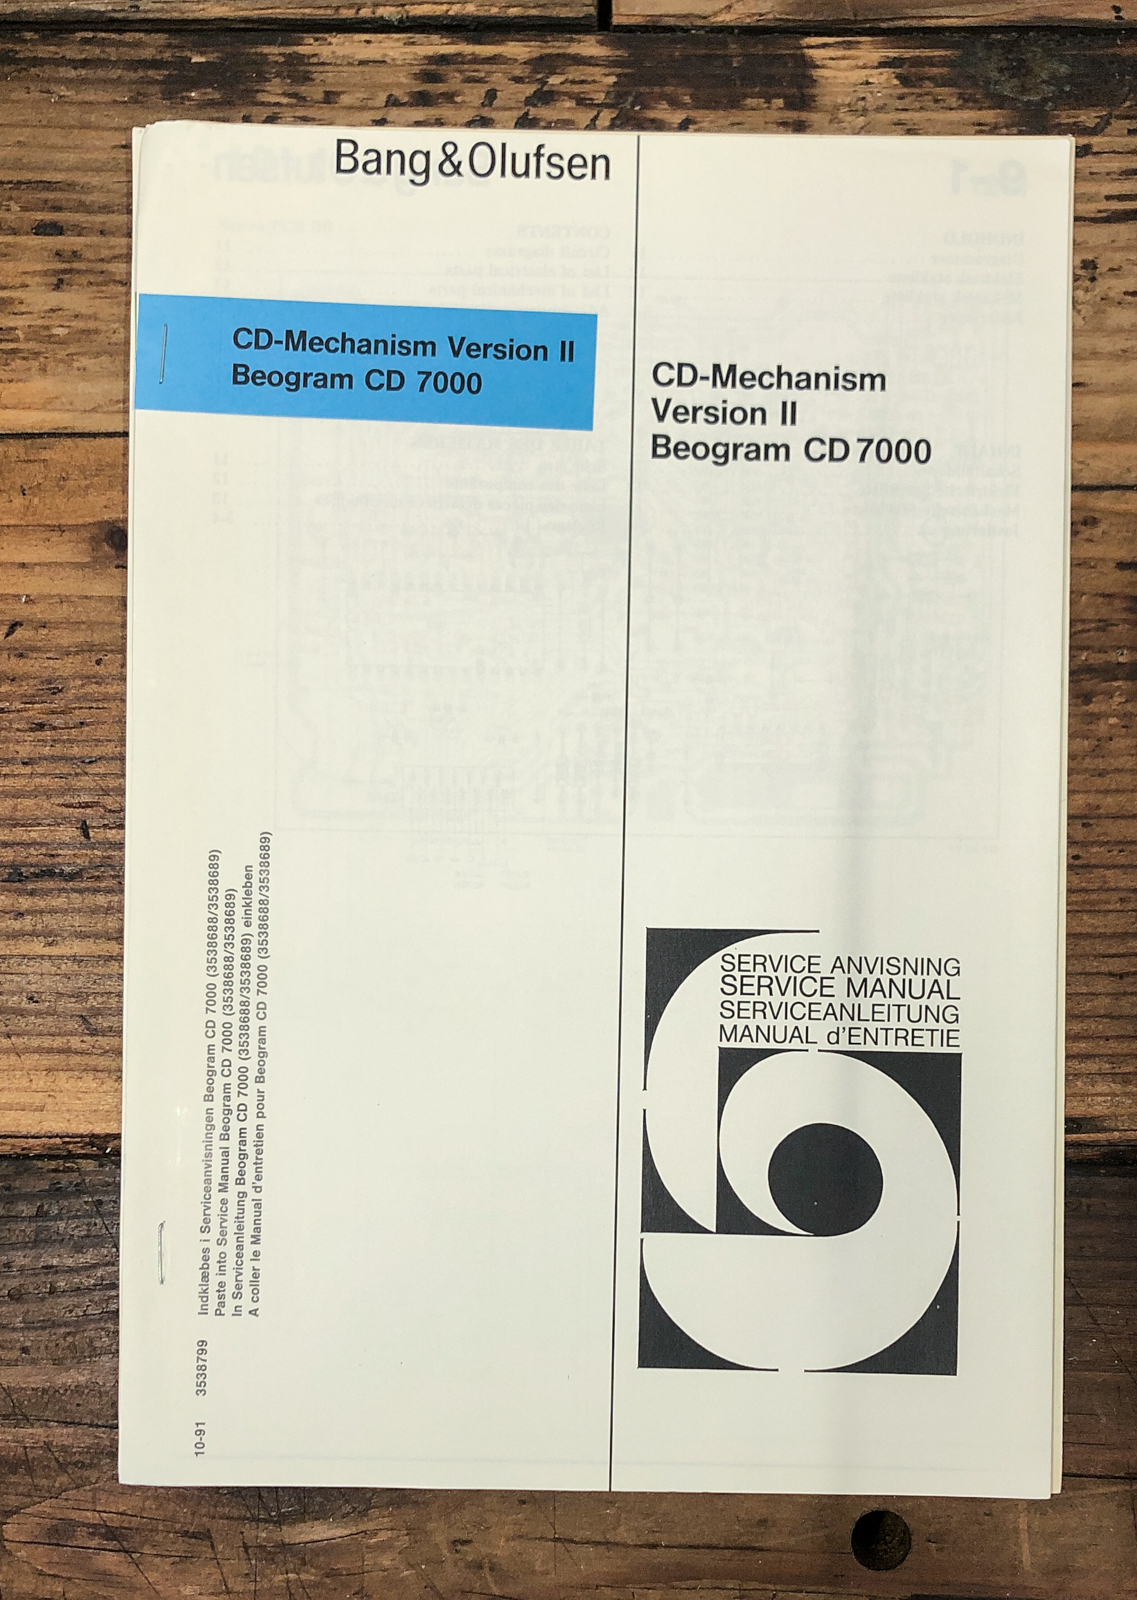 Bang&Olufsen
CD-Mechanism Version II
Beogram CD 7000
CD-Mechanism
Version II
Beogram CD 7000
SERVICE ANVISNING
SERVICE MANUAL
SERVICEANLEITUNG
MANUAL d'ENTRETIE
Indklæbes i Serviceanvisningen Beogram CD 7000 (3538688/3538689)
Paste into Service Manual Beogram CD 7000 (3538688/3538689)
In Serviceanleitung Beogram CD 7000 (3538688/3538689) einkleben
A coller le Manual d'entretien pour Beogram CD 7000 (3538688/3538689)
10-91 3538799